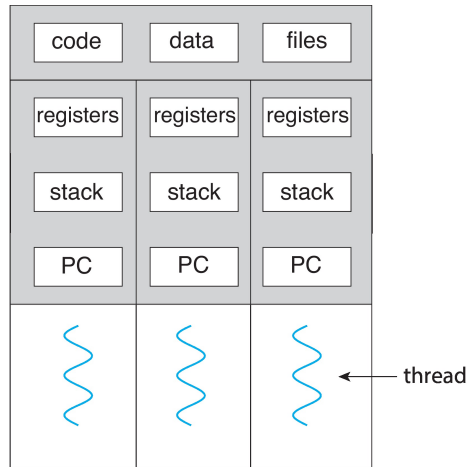 code data files
registers registers registers
stack stack stack
PC PC PC
thread